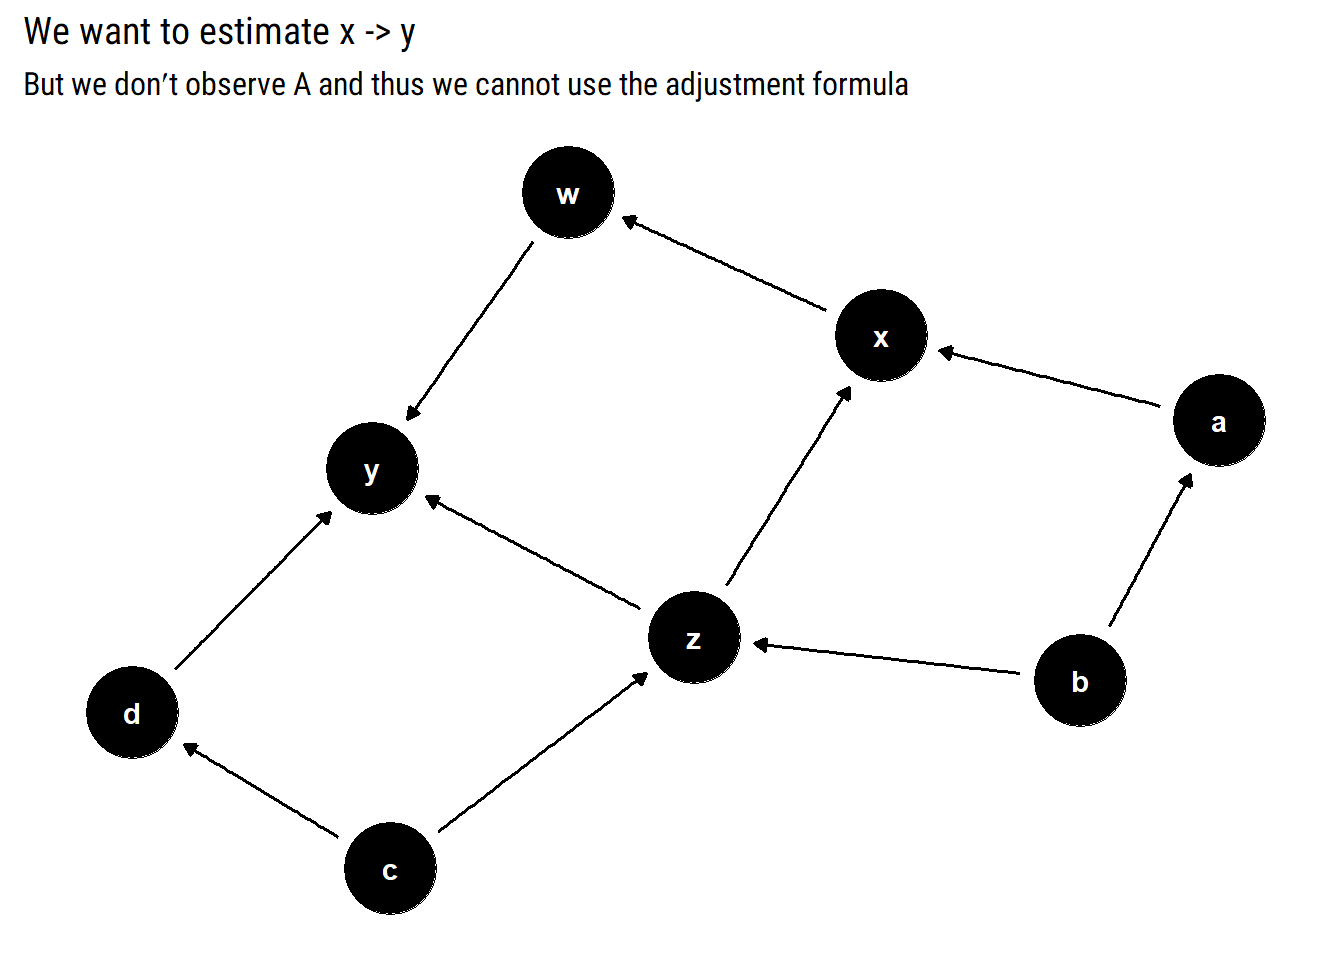 We want to estimate x -> y
But we don't observe A and thus we cannot use the adjustment formula
w
x
a
y
z
b
d
c